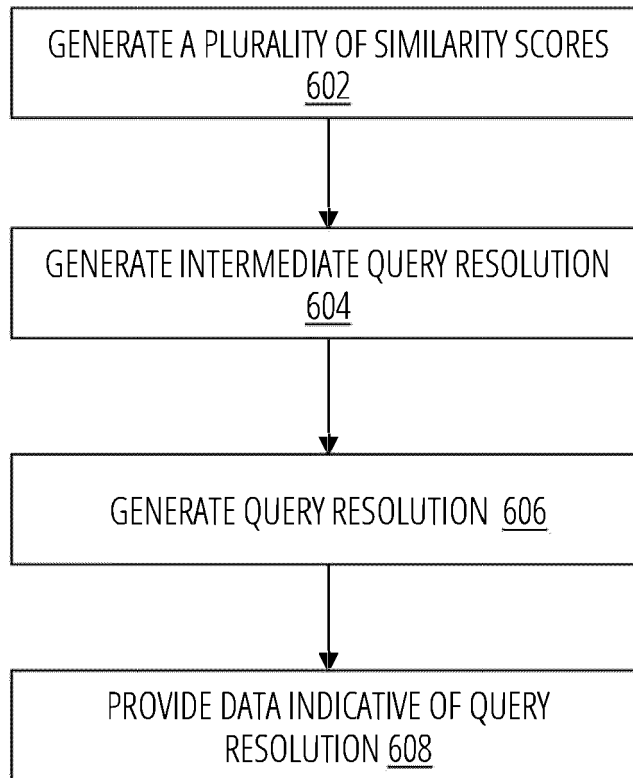 GENERATE A PLURALITY OF SIMILARITY SCORES
602
GENERATE INTERMEDIATE QUERY RESOLUTION
604
GENERATE QUERY RESOLUTION 606
PROVIDE DATA INDICATIVE OF QUERY
RESOLUTION 608